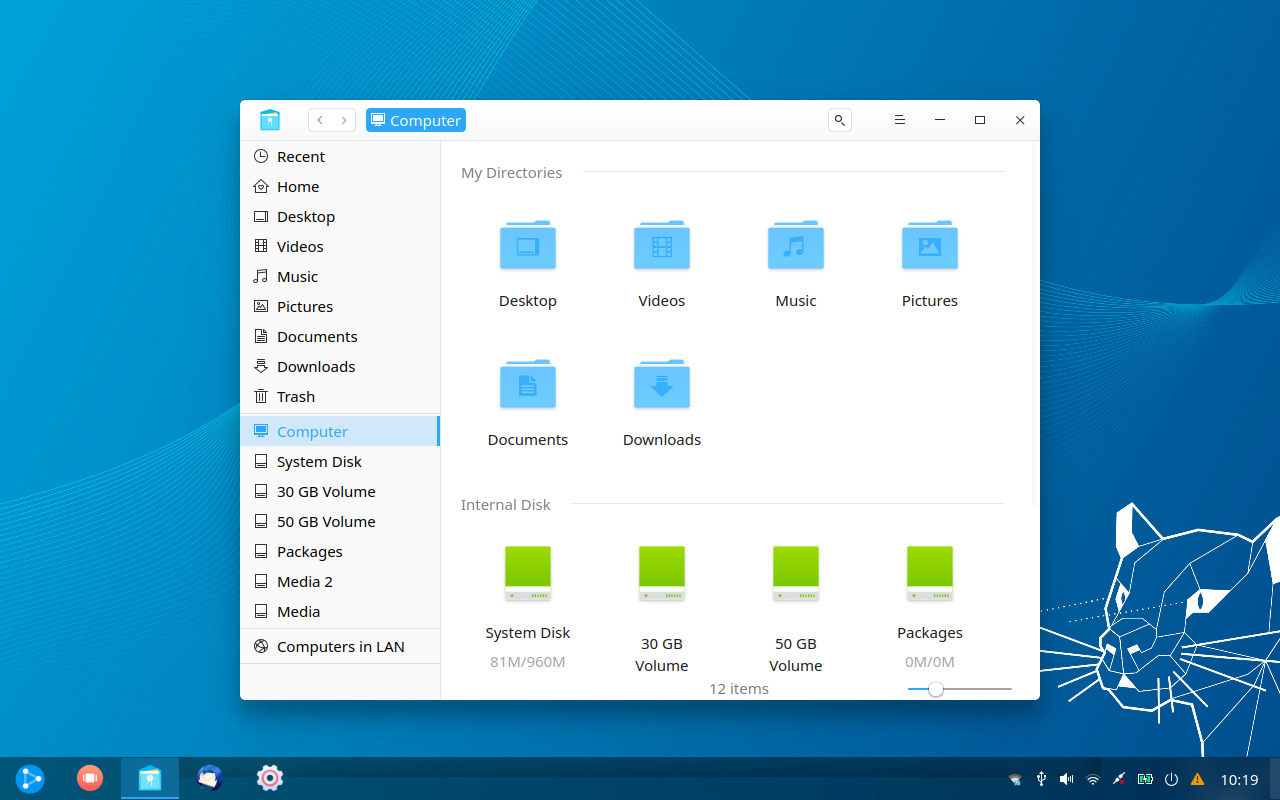 Computer
Recent
Home
Desktop
Videos
Music
Pictures
Documents
Downloads
Trash
Computer
System Disk
30 GB Volume
50 GB Volume
Packages
Media 2
Media
Computers in LAN
My Directories
Desktop
Videos
Music
Pictures
Documents
Downloads
Internal Disk
System Disk
81M/960M
30 GB
Volume
50 GB
Volume
Packages
0M/0M
12 items
10:19